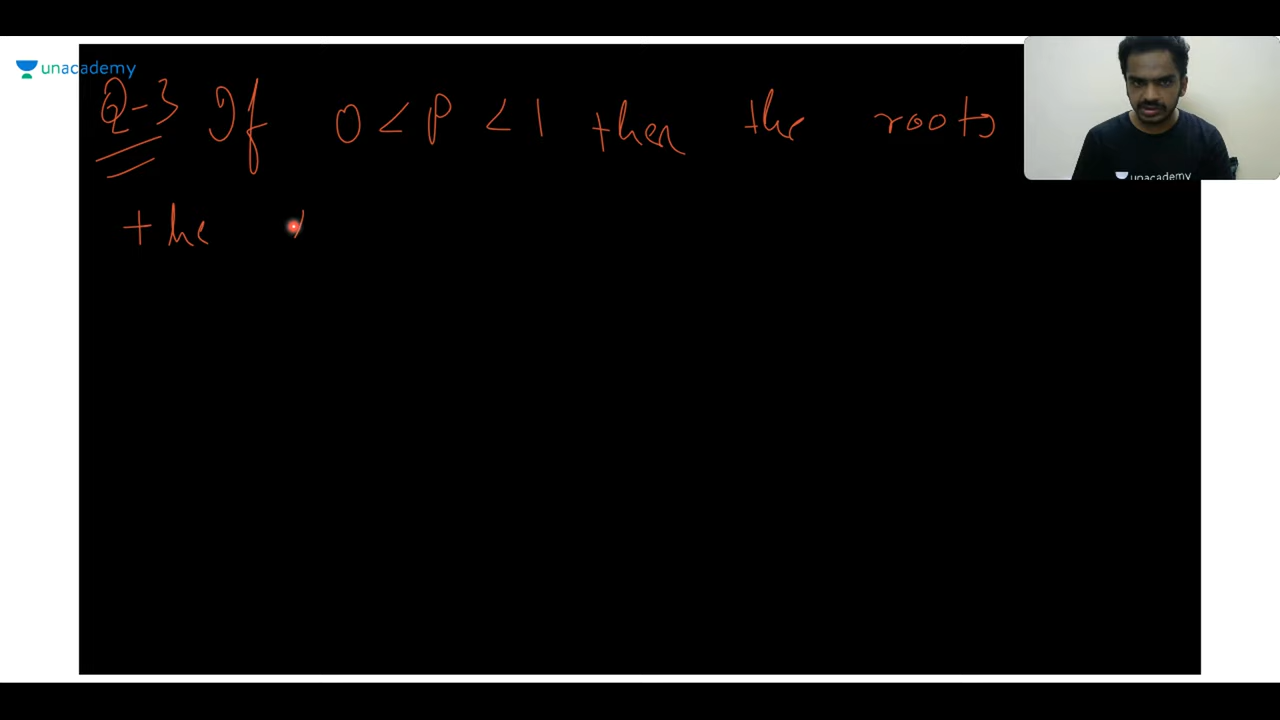 unacademy
Q-3 If 0 < P < 1 then the roots
the
unacademy